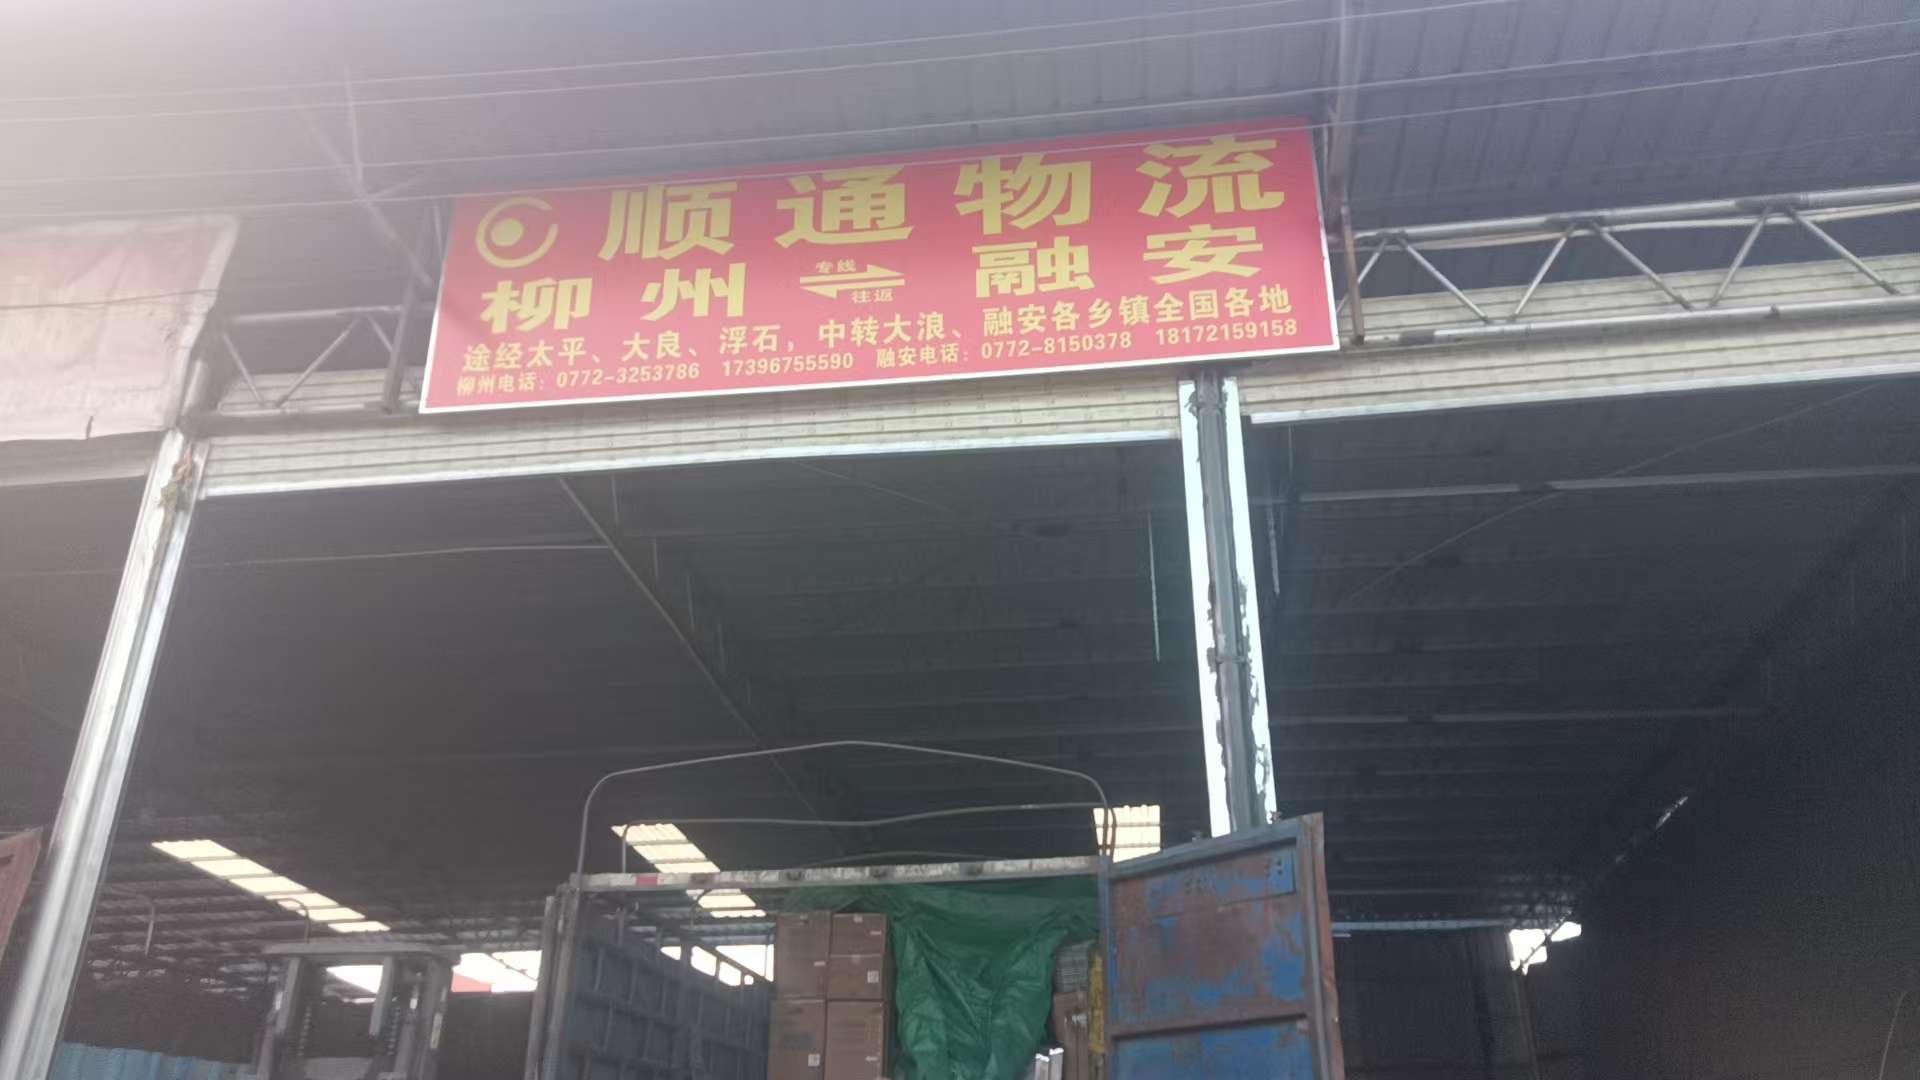 顺通物流
柳州 专线 往返 融安
途经太平、大良、浮石，中转大浪、融安各乡镇全国各地
柳州电话：0772-3253786 17396755590 融安电话：0772-8150378 18172159158